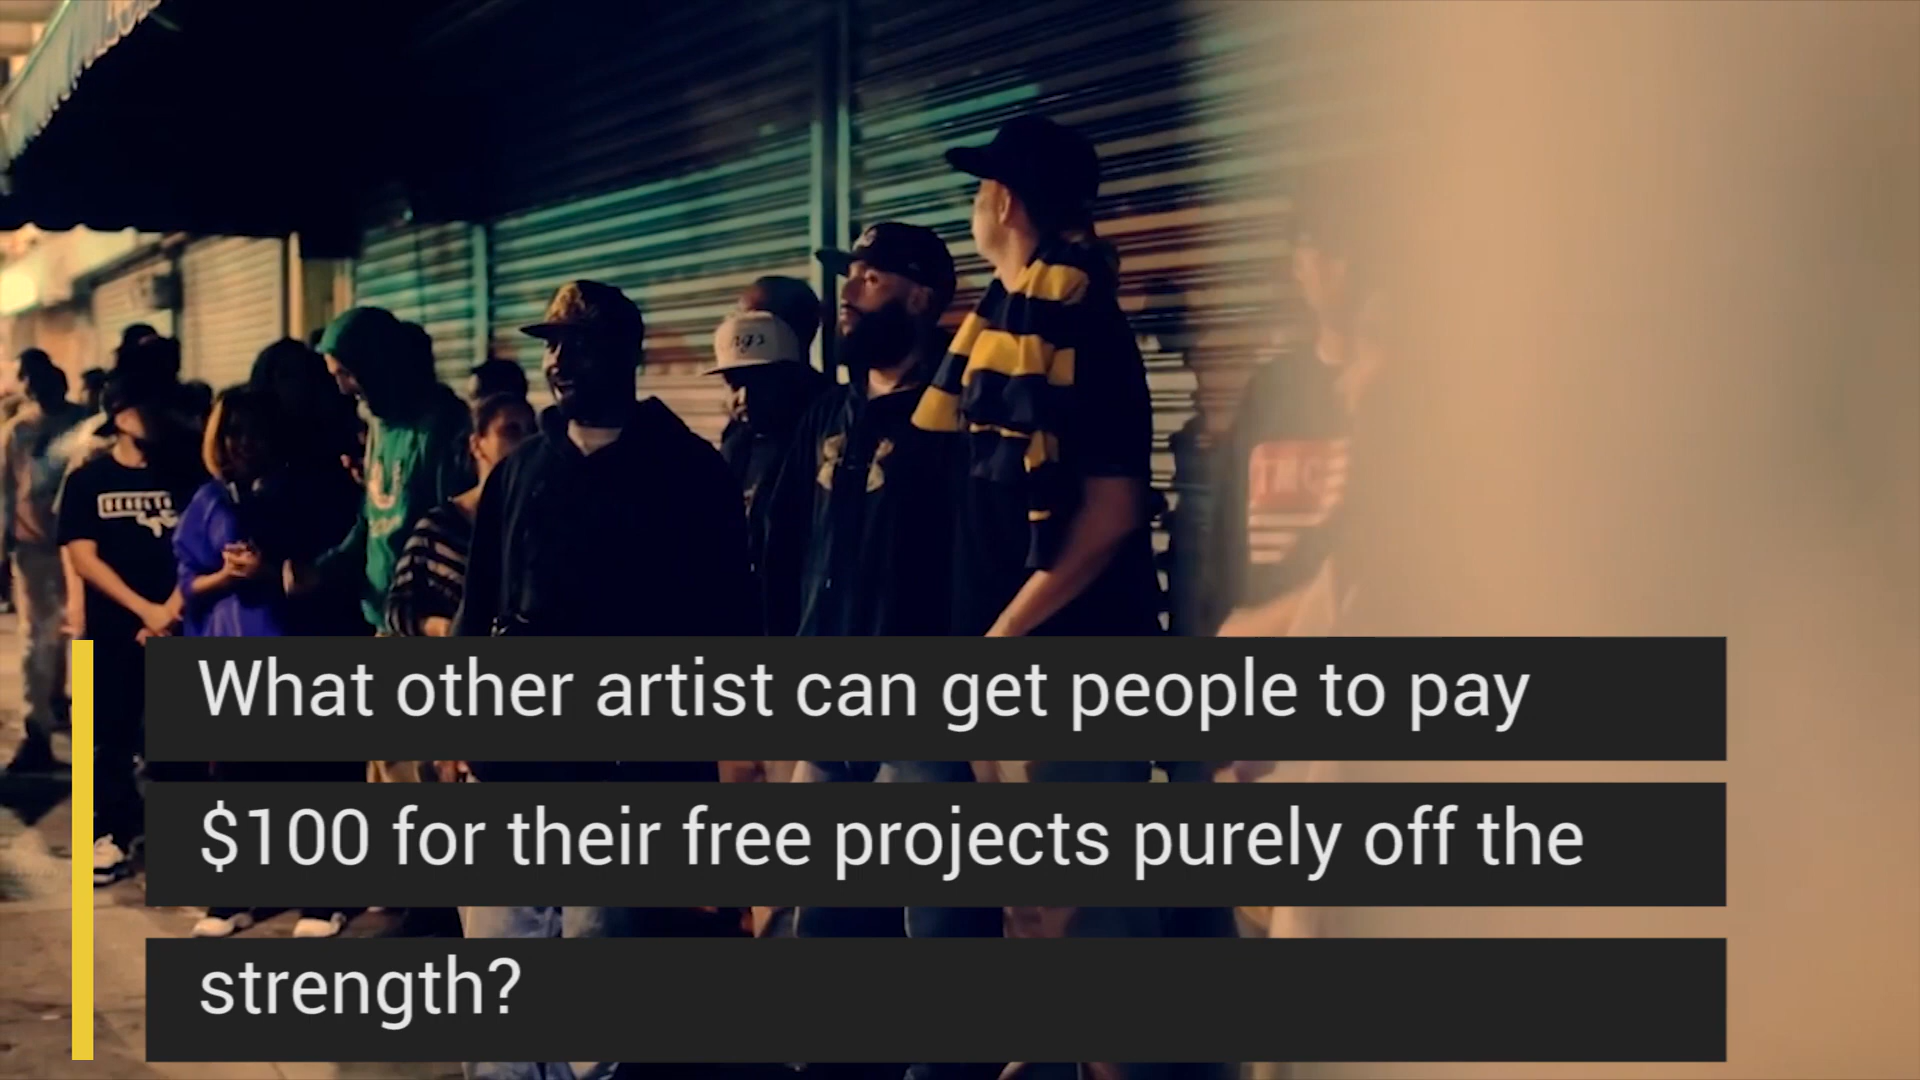 What other artist can get people to pay
$100 for their free projects purely off the
strength?